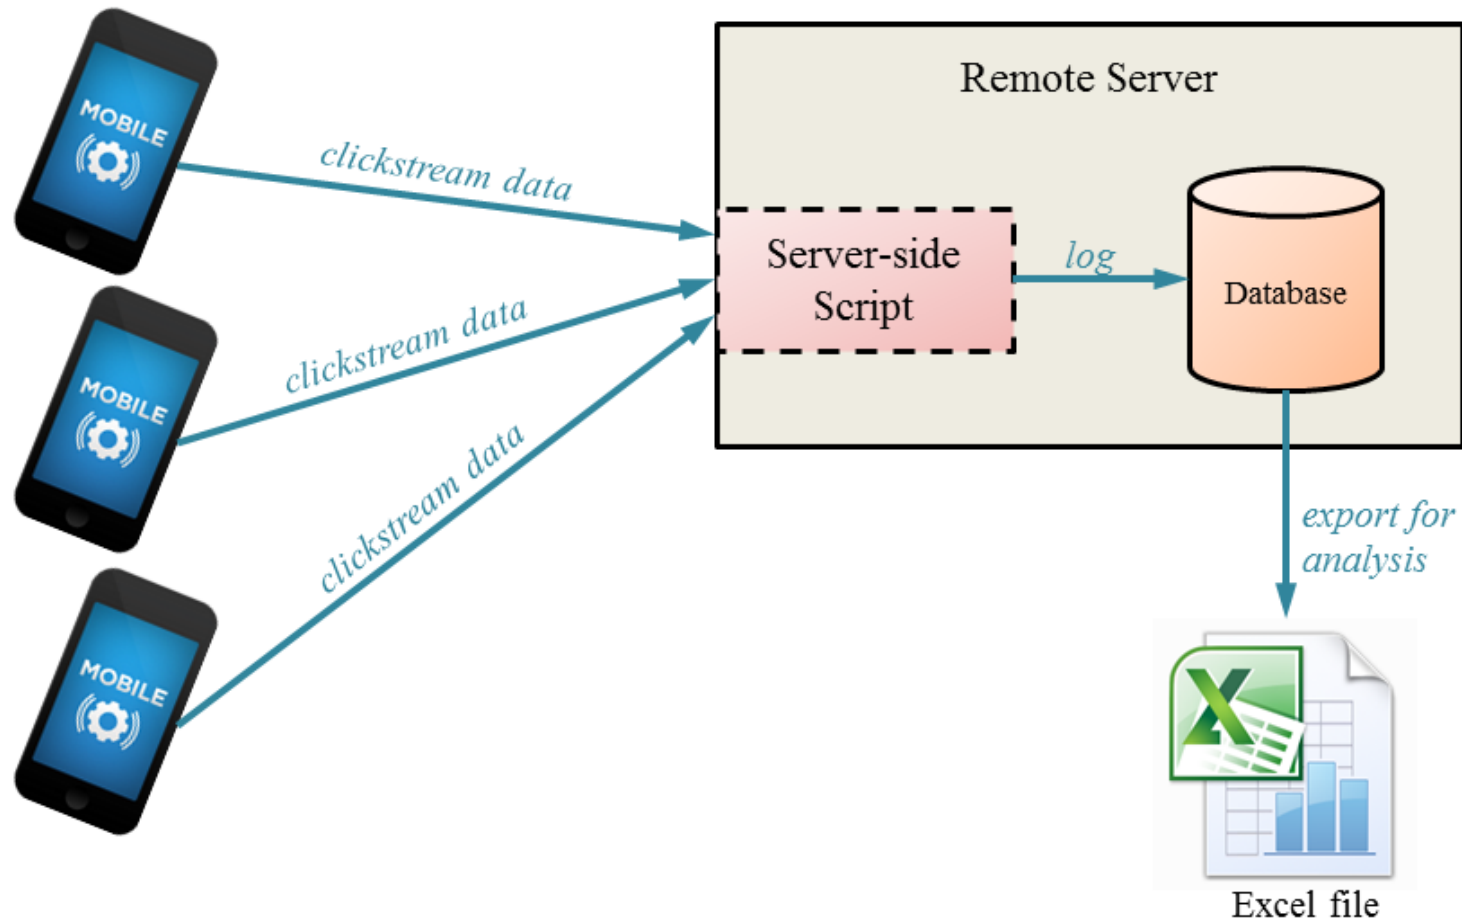 MOBILE
clickstream data
Remote Server
Server-side
Script
log
Database
MOBILE
clickstream data
MOBILE
clickstream data
export for
analysis
X
Excel file